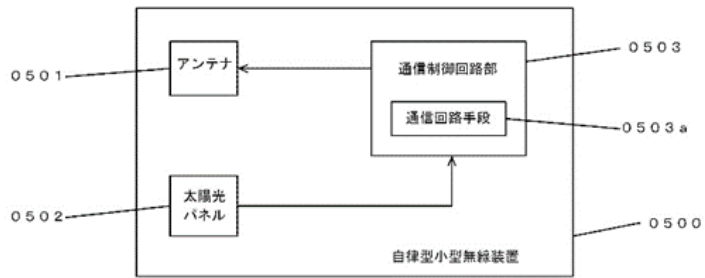 0503
アンテナ
通信制御回路部
0501
通信回路手段
0503a
太陽光
パネル
0502
0500
自律型小型無線装置